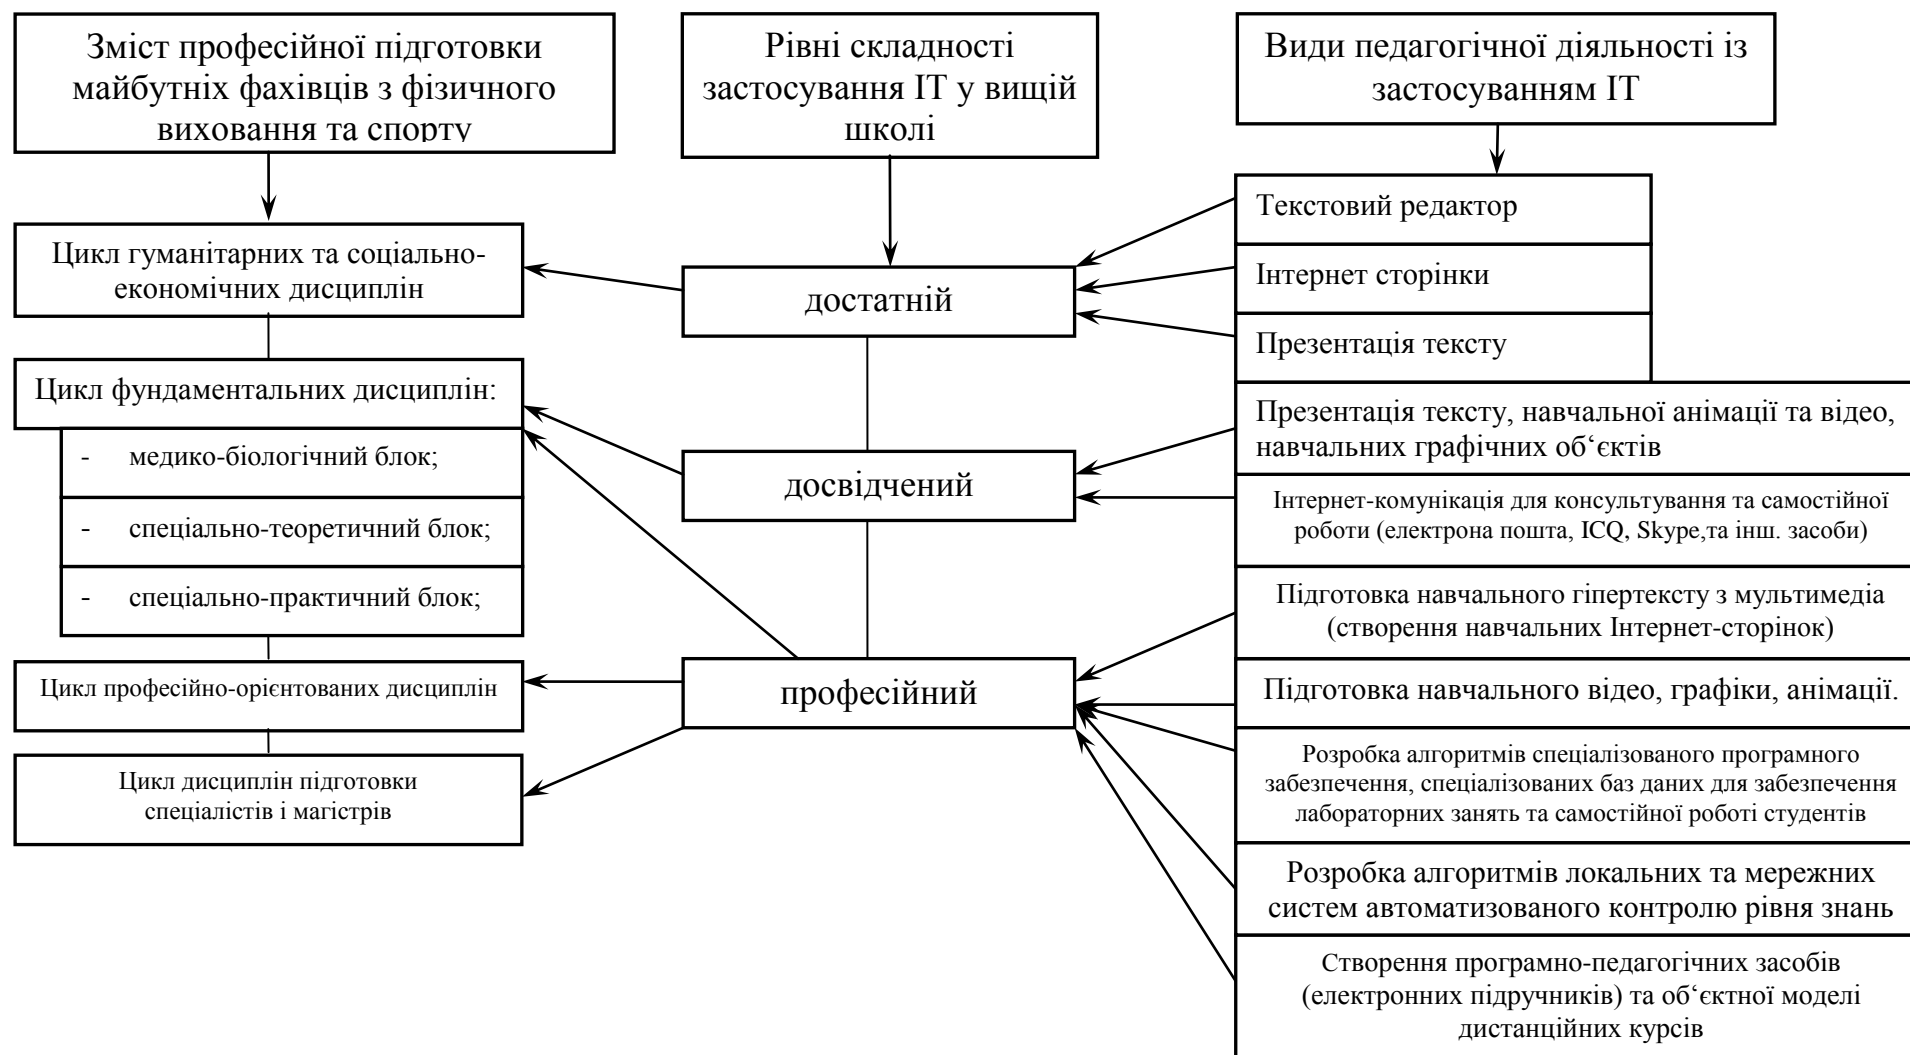 Зміст професійної підготовки
майбутніх фахівців з фізичного
виховання та спорту
Рівні складності
застосування ІТ у вищій
школі
Види педагогічної діяльності із
застосуванням ІТ
Цикл гуманітарних та соціально-
економічних дисциплін
Цикл фундаментальних дисциплін:
- медико-біологічний блок;
- спеціально-теоретичний блок;
- спеціально-практичний блок;
Цикл професійно-орієнтованих дисциплін
Цикл дисциплін підготовки
спеціалістів і магістрів
достатній
досвідчений
професійний
Текстовий редактор
Інтернет сторінки
Презентація тексту
Презентація тексту, навчальної анімації та відео,
навчальних графічних об‘єктів
Інтернет-комунікація для консультування та самостійної
роботи (електрона пошта, ICQ, Skype,та інш. засоби)
Підготовка навчального гіпертексту з мультимедіа
(створення навчальних Інтернет-сторінок)
Підготовка навчального відео, графіки, анімації.
Розробка алгоритмів спеціалізованого програмного
забезпечення, спеціалізованих баз даних для забезпечення
лабораторних занять та самостійної роботі студентів
Розробка алгоритмів локальних та мережних
систем автоматизованого контролю рівня знань
Створення програмно-педагогічних засобів
(електронних підручників) та об‘єктної моделі
дистанційних курсів